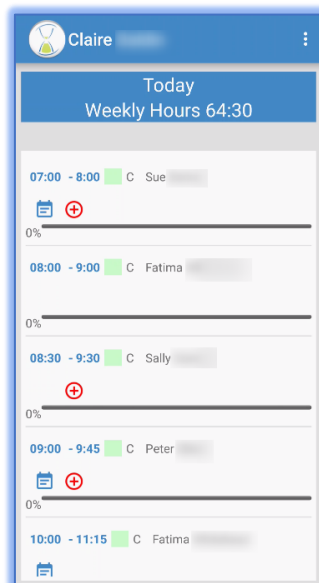 Claire
Today
Weekly Hours 64:30
07:00 - 8:00 C Sue
0%
08:00 - 9:00 C Fatima
0%
08:30 - 9:30 C Sally
0%
09:00 - 9:45 C Peter
0%
10:00 - 11:15 C Fatima